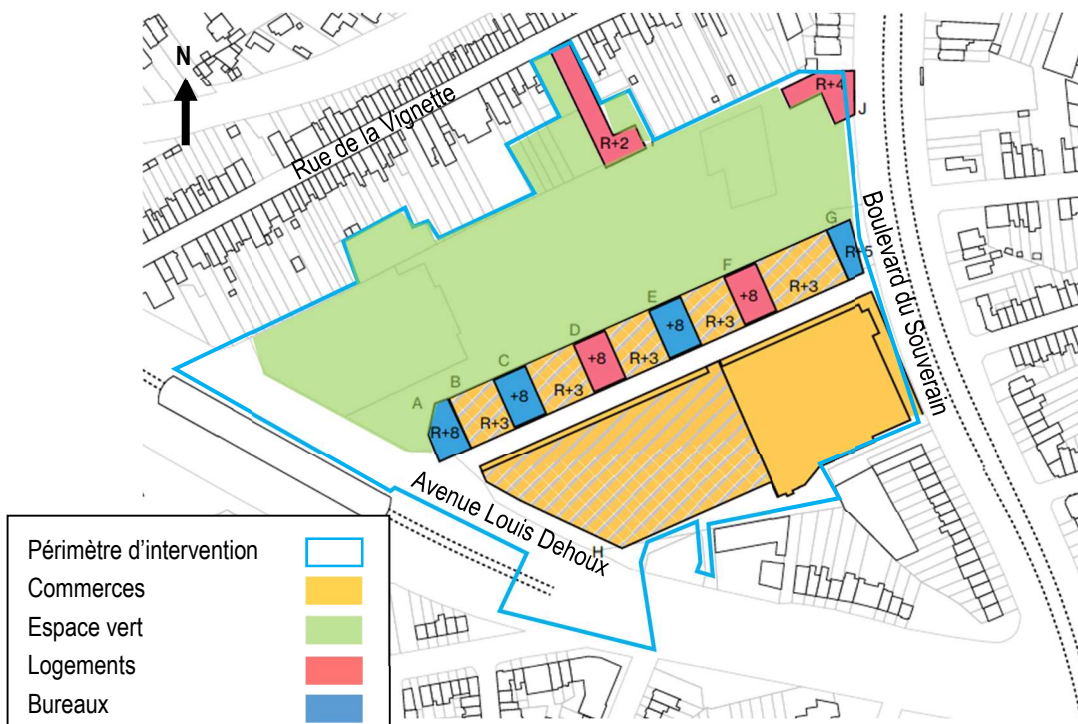 N
Rue de la Vignette
R+2
R+4
J
Boulevard du Souverain
G
R+5
F
+8
R+3
E
+8
R+3
D
+8
R+3
C
+8
R+3
B
R+3
A
R+8
Avenue Louis Dehoux
H
Périmètre d’intervention
Commerces
Espace vert
Logements
Bureaux